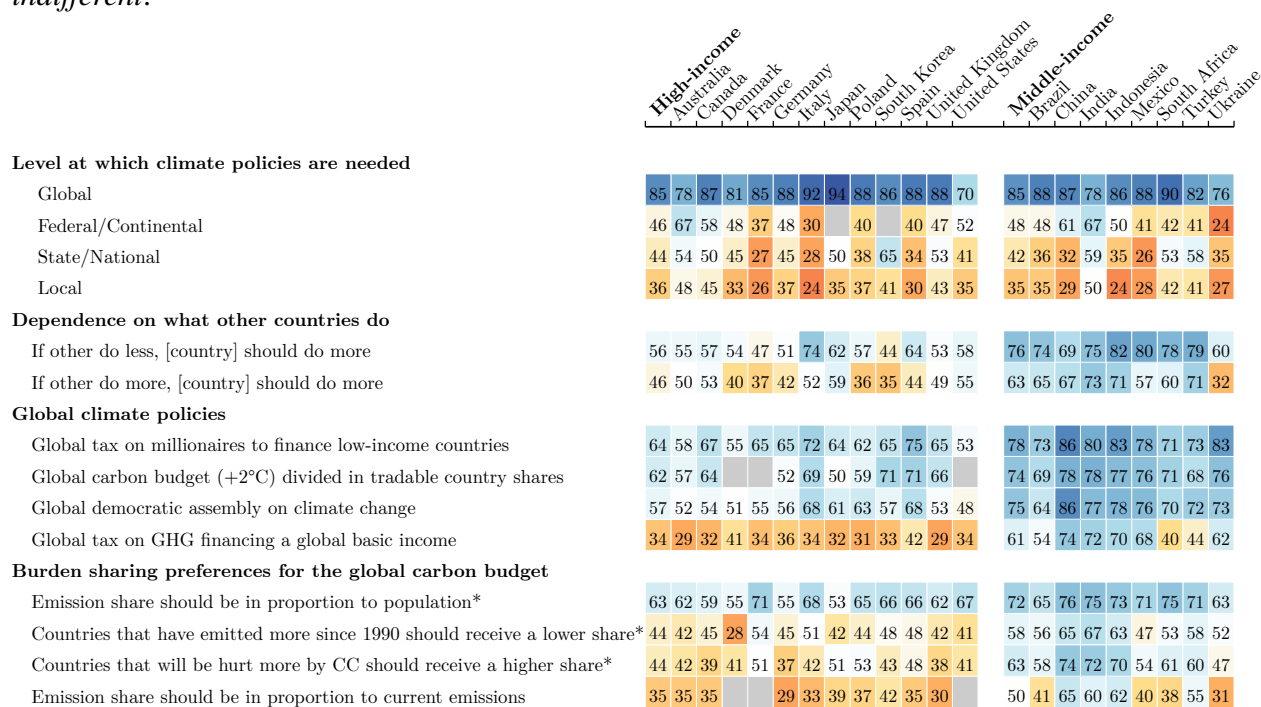 indifferent.
High-income Australia Canada Denmark France Germany Italy Japan Poland South Korea Spain United Kingdom United States Middle-income Brazil China India Indonesia Mexico South Africa Turkey Ukraine
Level at which climate policies are needed
Global 85 78 87 81 85 88 92 94 88 86 88 88 70 85 88 87 78 86 88 90 82 76
Federal/Continental 46 67 58 48 37 48 30 40 40 47 52 48 48 61 67 50 41 42 41 24
State/National 44 54 50 45 27 45 28 50 38 65 34 53 41 42 36 32 59 35 26 53 58 35
Local 36 48 45 33 26 37 24 35 37 41 30 43 35 35 35 29 50 24 28 42 41 27
Dependence on what other countries do
If other do less, [country] should do more 56 55 57 54 47 51 74 62 57 44 64 53 58 76 74 69 75 82 80 78 79 60
If other do more, [country] should do more 46 50 53 40 37 42 52 59 36 35 44 49 55 63 65 67 73 71 57 60 71 32
Global climate policies
Global tax on millionaires to finance low-income countries 64 58 67 55 65 65 72 64 62 65 75 65 53 78 73 86 80 83 78 71 73 83
Global carbon budget (+2°C) divided in tradable country shares 62 57 64 52 69 50 59 71 71 66 74 69 78 78 77 76 71 68 76
Global democratic assembly on climate change 57 52 54 51 55 56 68 61 63 57 68 53 48 75 64 86 77 78 76 70 72 73
Global tax on GHG financing a global basic income 34 29 32 41 34 36 34 32 31 33 42 29 34 61 54 74 72 70 68 40 44 62
Burden sharing preferences for the global carbon budget
Emission share should be in proportion to population* 63 62 59 55 71 55 68 53 65 66 66 62 67 72 65 76 75 73 71 75 71 63
Countries that have emitted more since 1990 should receive a lower share* 44 42 45 28 54 45 51 42 44 48 48 42 41 58 56 65 67 63 47 53 58 52
Countries that will be hurt more by CC should receive a higher share* 44 42 39 41 51 37 42 51 53 43 48 38 41 63 58 74 72 70 54 61 60 47
Emission share should be in proportion to current emissions 35 35 35 29 33 39 37 42 35 30 50 41 65 60 62 40 38 55 31